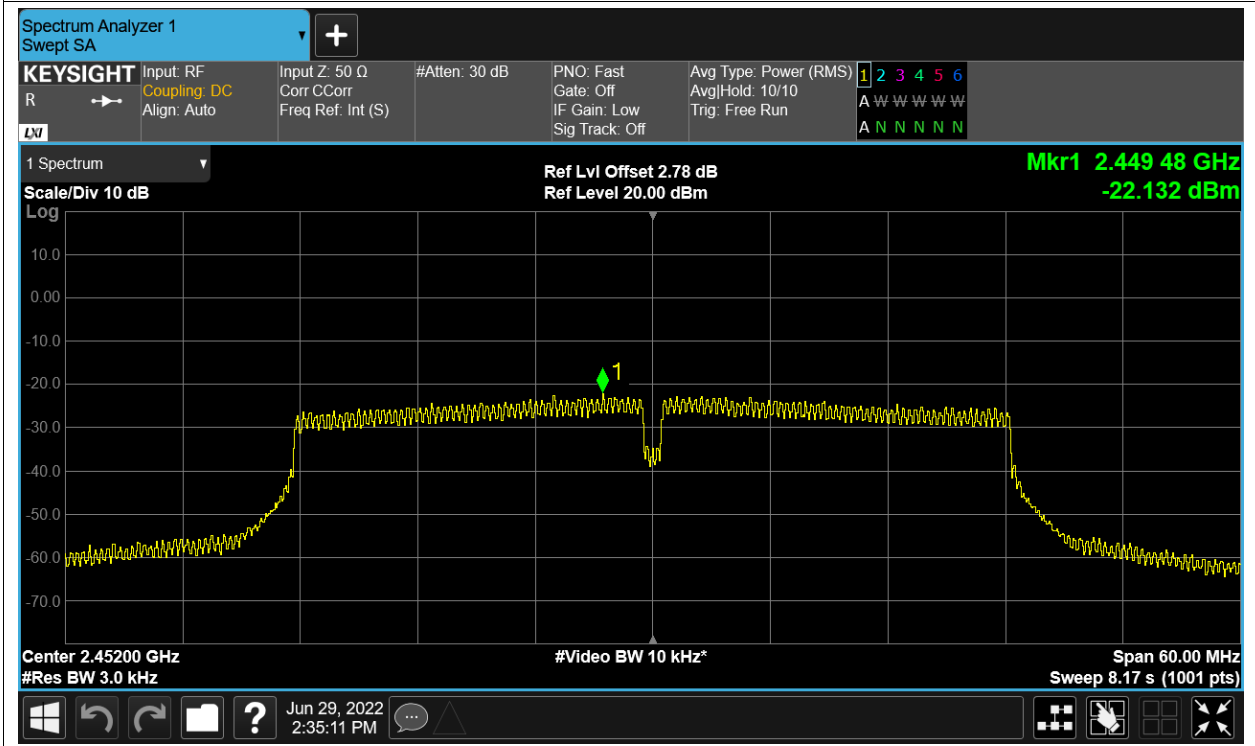 Spectrum Analyzer 1
Swept SA
+
KEYSIGHT
R
LXI
Input: RF
Coupling: DC
Align: Auto
Input Z: 50 Ω
Corr CCorr
Freq Ref: Int (S)
#Atten: 30 dB
PNO: Fast
Gate: Off
IF Gain: Low
Sig Track: Off
Avg Type: Power (RMS)
Avg|Hold: 10/10
Trig: Free Run
1 2 3 4 5 6
A W W W W W
A N N N N N
1 Spectrum
Scale/Div 10 dB
Log
Ref Lvl Offset 2.78 dB
Ref Level 20.00 dBm
Mkr1 2.449 48 GHz
-22.132 dBm
10.0
0.00
-10.0
-20.0
-30.0
-40.0
-50.0
-60.0
-70.0
1
Center 2.45200 GHz
#Res BW 3.0 kHz
#Video BW 10 kHz*
Span 60.00 MHz
Sweep 8.17 s (1001 pts)
?
Jun 29, 2022
2:35:11 PM